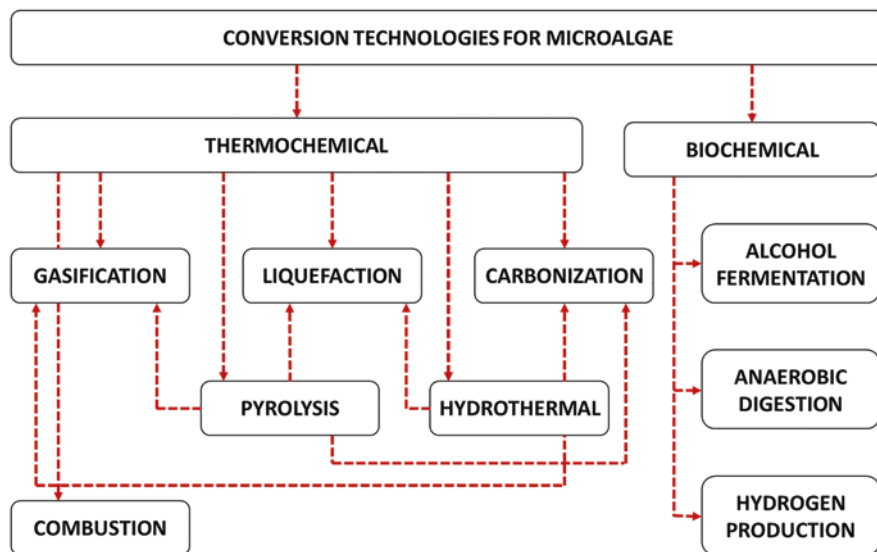 CONVERSION TECHNOLOGIES FOR MICROALGAE
THERMOCHEMICAL
BIOCHEMICAL
GASIFICATION
LIQUEFACTION
CARBONIZATION
ALCOHOL
FERMENTATION
PYROLYSIS
HYDROTHERMAL
ANAEROBIC
DIGESTION
COMBUSTION
HYDROGEN
PRODUCTION